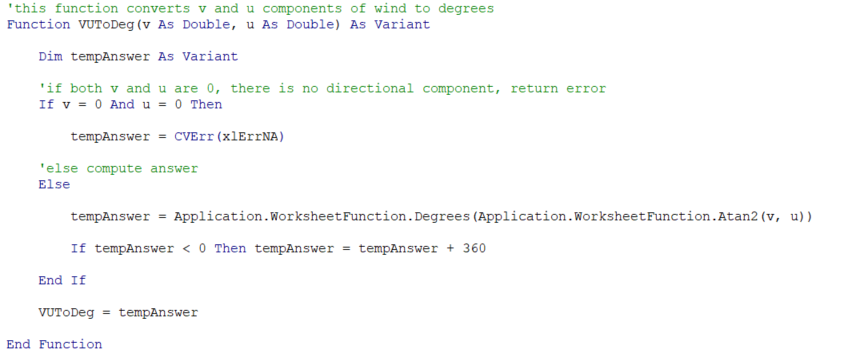 'this function converts v and u components of wind to degrees
Function VUToDeg(v As Double, u As Double) As Variant
Dim tempAnswer As Variant
'if both v and u are 0, there is no directional component, return error
If v = 0 And u = 0 Then
tempAnswer = CVErr(xlErrNA)
'else compute answer
Else
tempAnswer = Application.WorksheetFunction.Degrees(Application.WorksheetFunction.Atan2(v, u))
If tempAnswer < 0 Then tempAnswer = tempAnswer + 360
End If
VUToDeg = tempAnswer
End Function